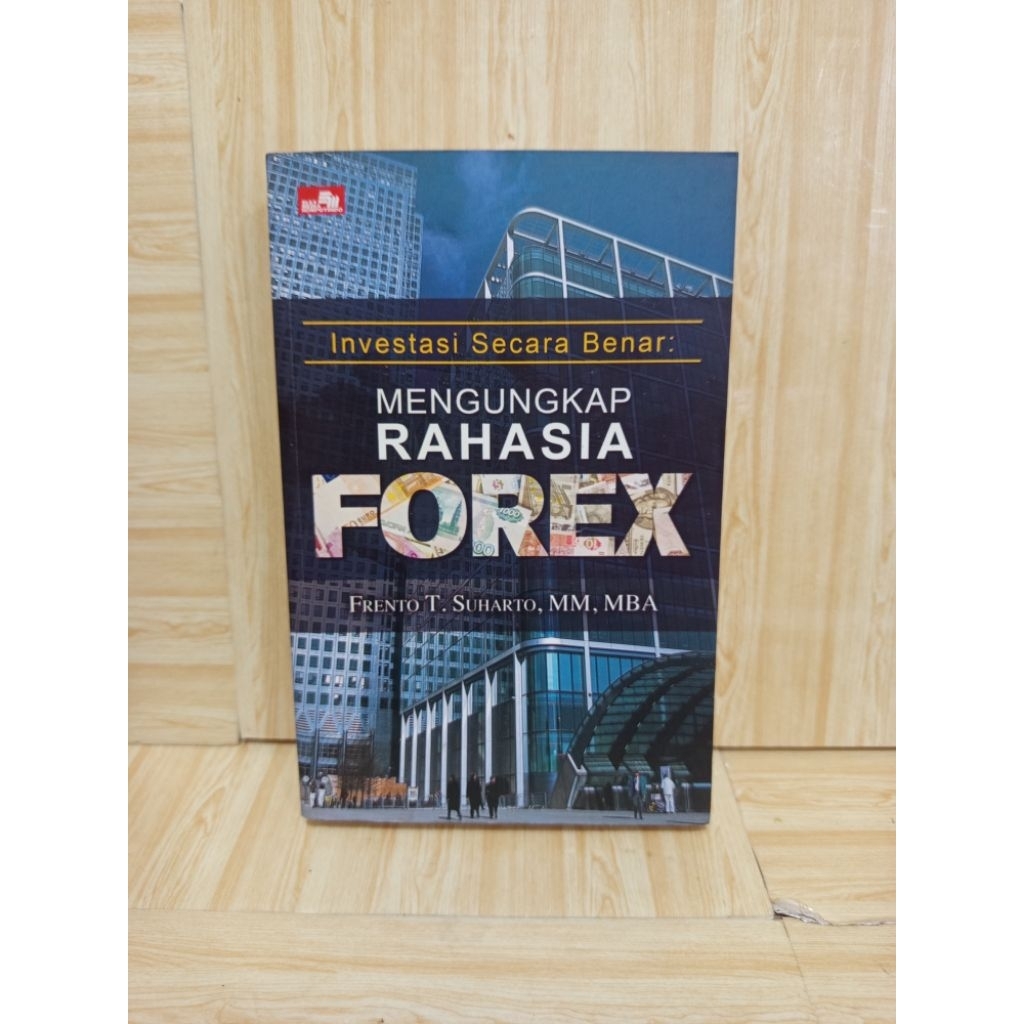 Investasi Secara Benar:
MENGUNGKAP
RAHASIA
FOREX
FRENTO T. SUHARTO, MM, MBA